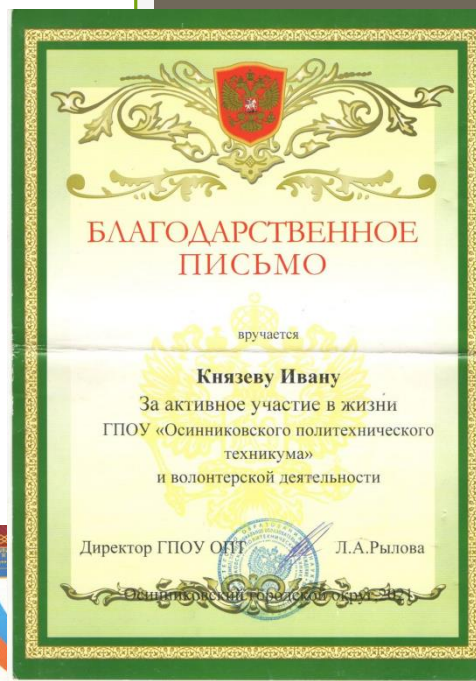 БЛАГОДАРСТВЕННОЕ
ПИСЬМО
вручается
Князеву Ивану
За активное участие в жизни
ГПОУ «Осинниковского политехнического
техникума»
и волонтерской деятельности
Директор ГПОУ ОПТ Л.А.Рылова
Осинниковский городской округ, 2021